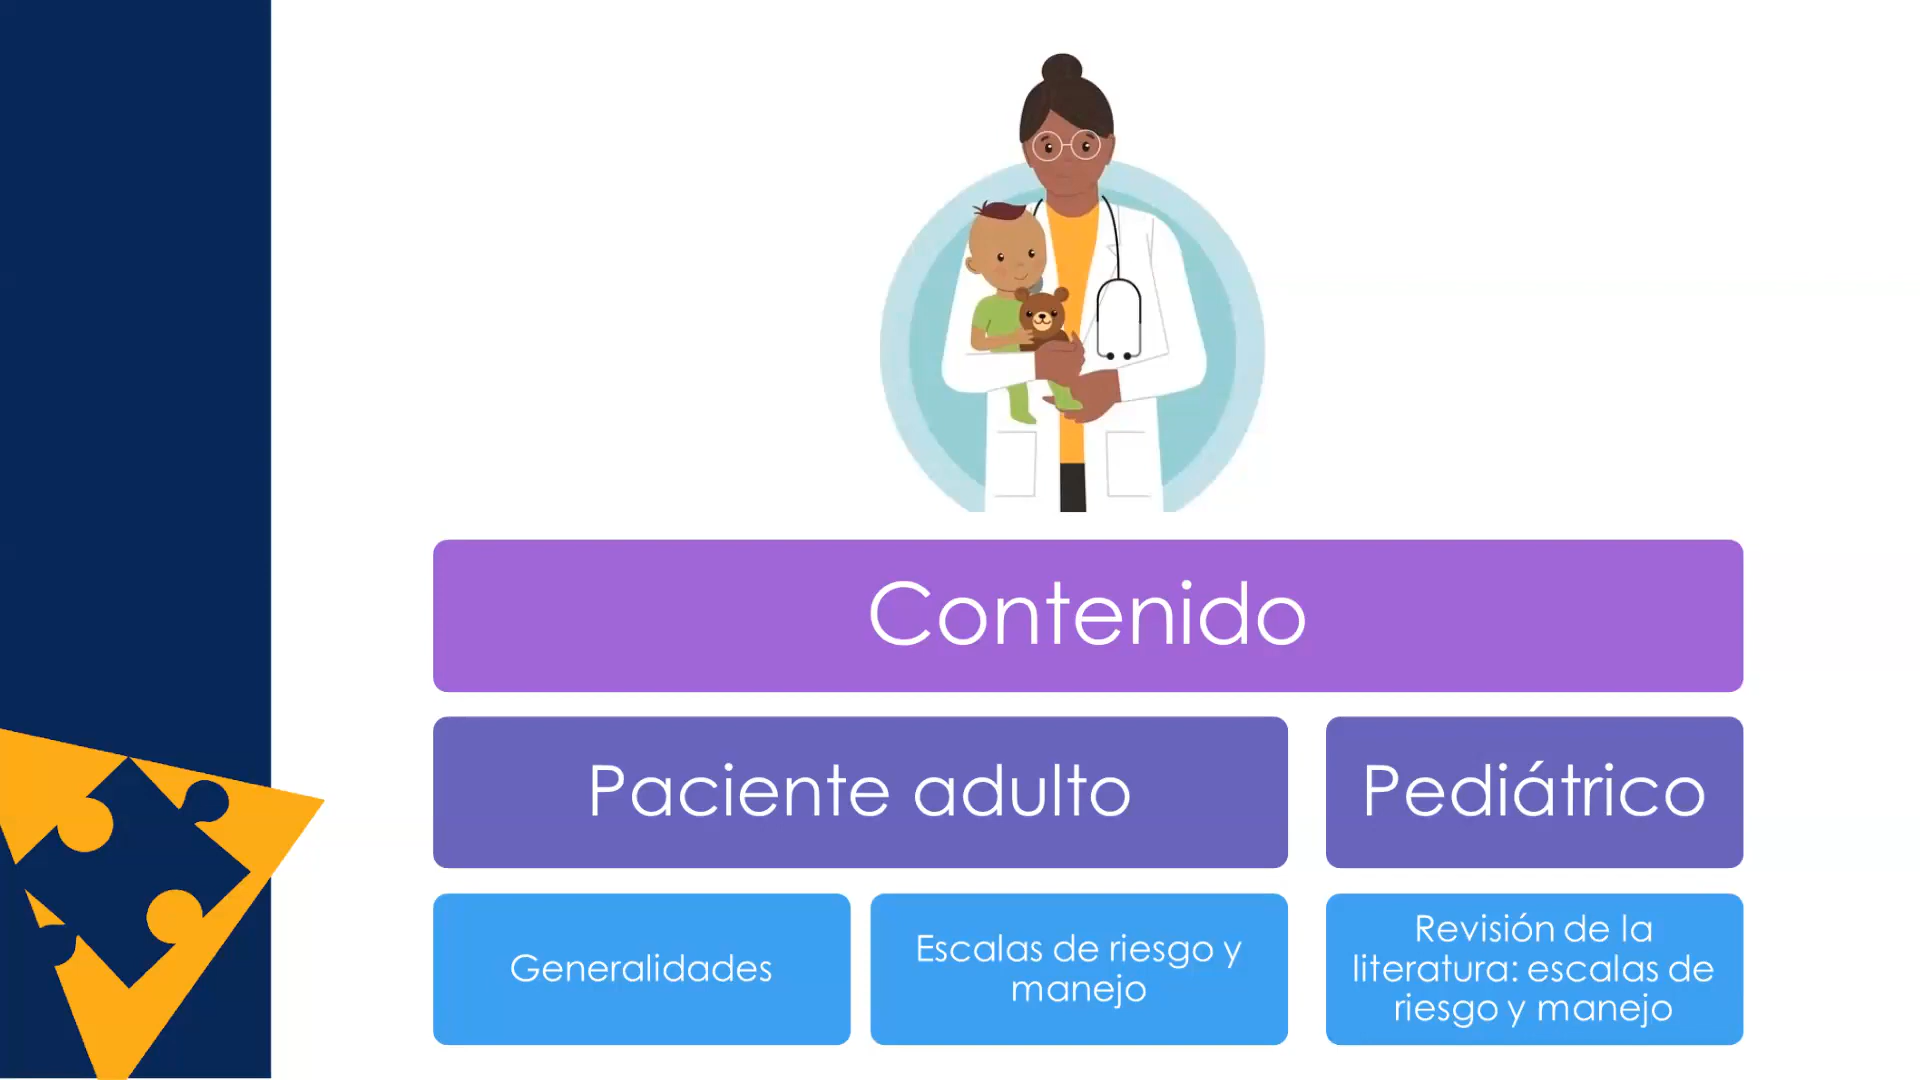 Contenido
Paciente adulto
Pediátrico
Generalidades
Escalas de riesgo y
manejo
Revisión de la
literatura: escalas de
riesgo y manejo